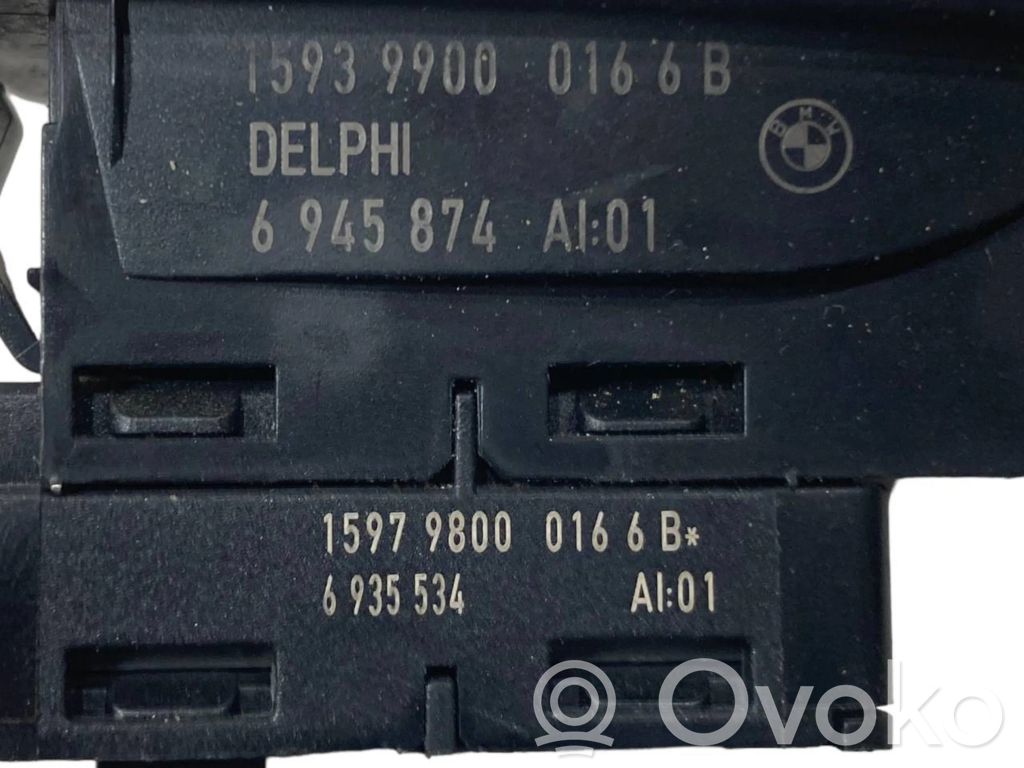 1593 9900 016 6 B
BMW
DELPHI
6 945 874 AI:01
1597 9800 016 6 B*
6 935 534 AI:01
Ovoko